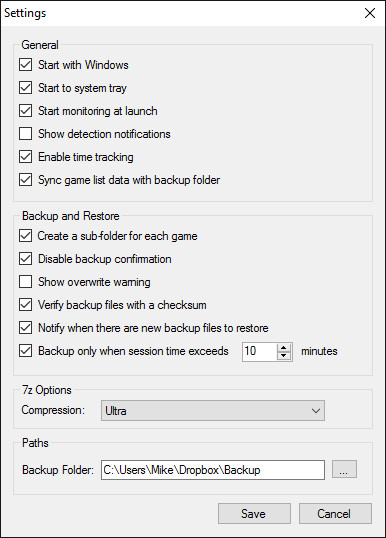 Settings
General
Start with Windows
Start to system tray
Start monitoring at launch
Show detection notifications
Enable time tracking
Sync game list data with backup folder
Backup and Restore
Create a sub-folder for each game
Disable backup confirmation
Show overwrite warning
Verify backup files with a checksum
Notify when there are new backup files to restore
Backup only when session time exceeds 10 minutes
7z Options
Compression: Ultra
Paths
Backup Folder: C:\Users\Mike\Dropbox\Backup ...
Save Cancel